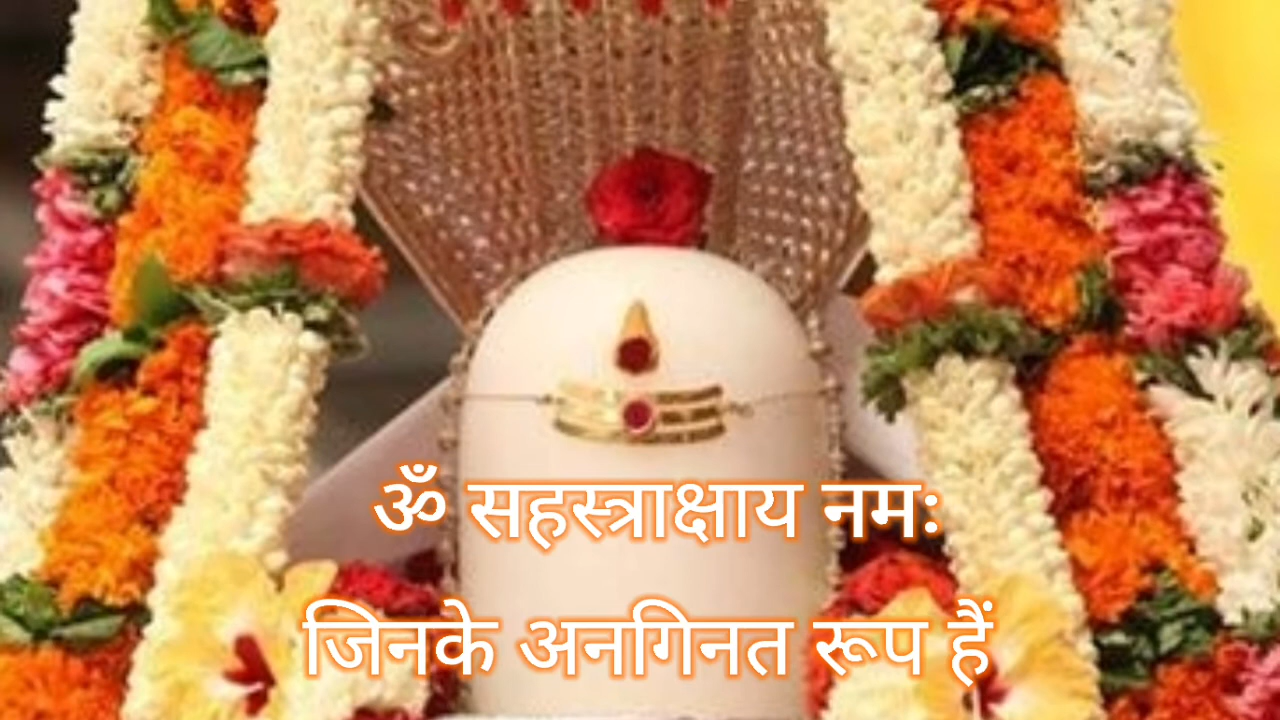 ॐ सहस्त्राक्षाय नमः
जिनके अनगिनत रूप हैं